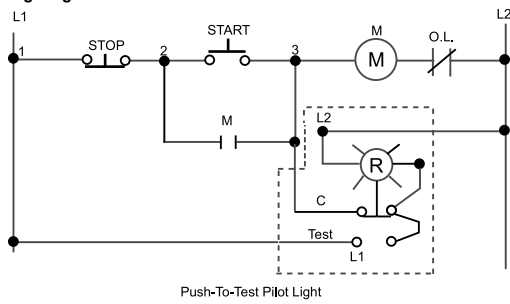 L1
L2
STOP
START
M
O.L.
1
2
3
M
M
L2
R
C
Test
L1
Push-To-Test Pilot Light